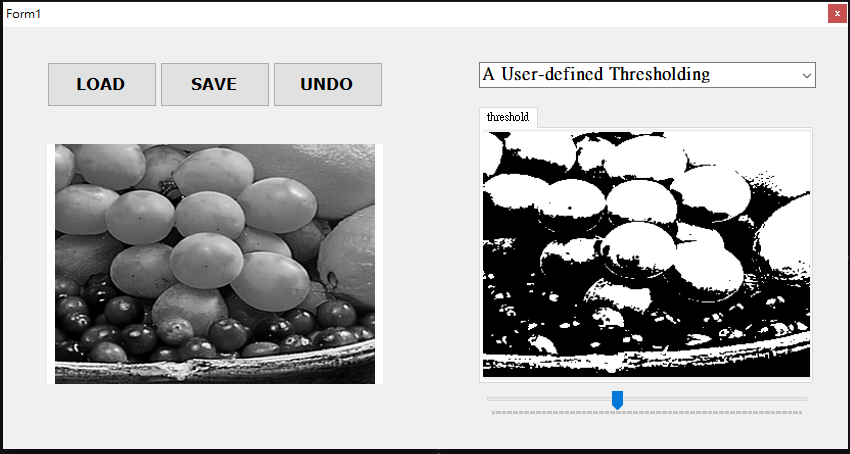 Form1
LOAD
SAVE
UNDO
A User-defined Thresholding
threshold